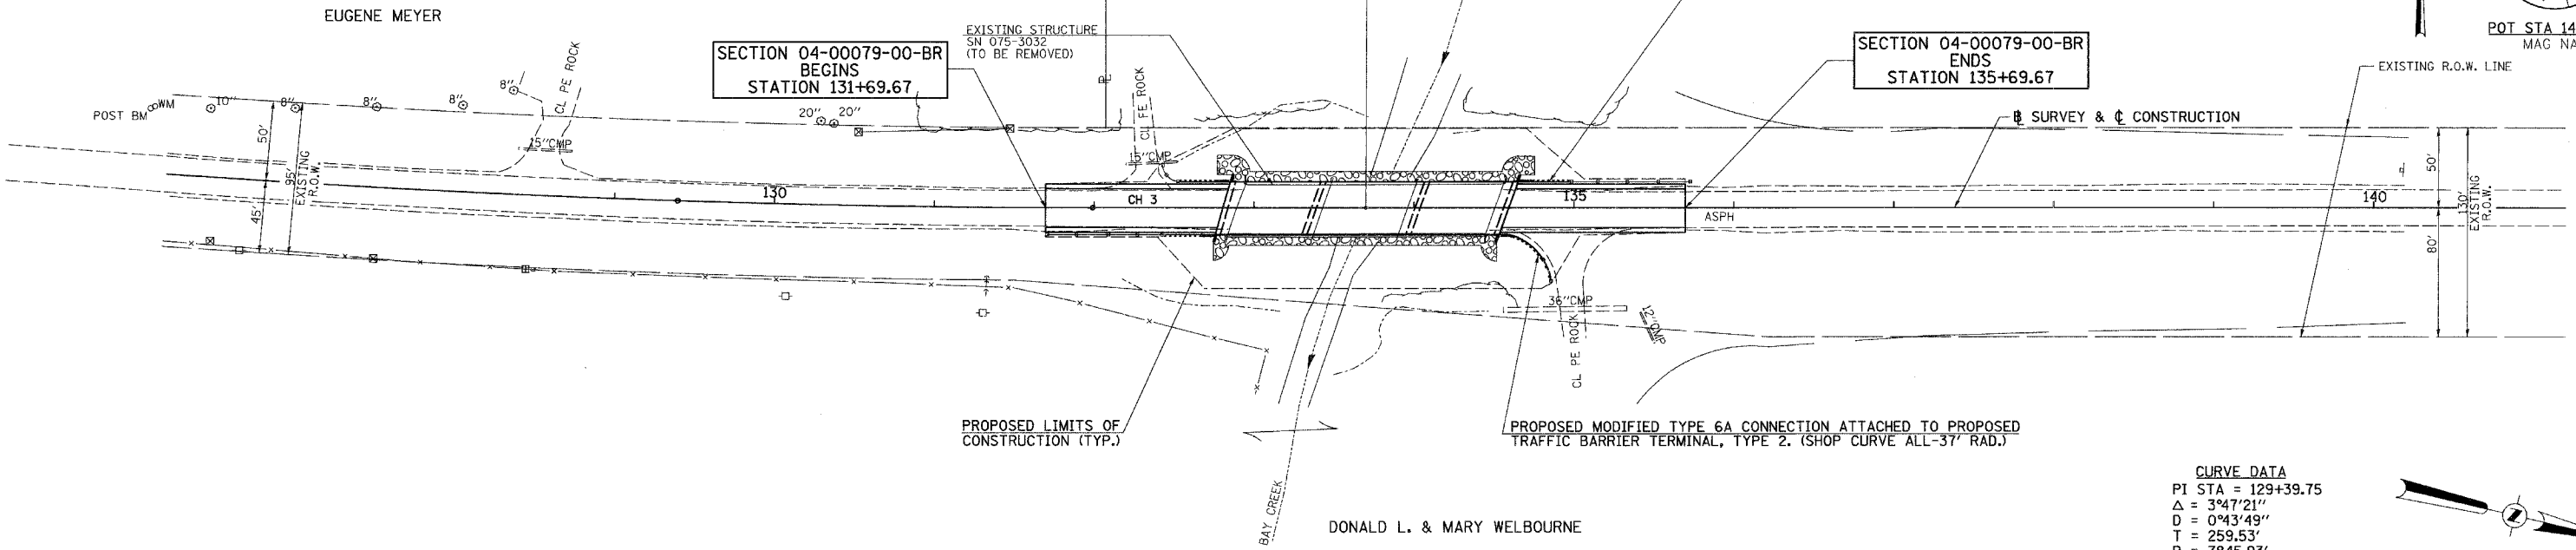 EUGENE MEYER
EXISTING STRUCTURE
SN 075-3032
(TO BE REMOVED)
SECTION 04-00079-00-BR
BEGINS
STATION 131+69.67
SECTION 04-00079-00-BR
ENDS
STATION 135+69.67
POT STA 14
MAG NA
EXISTING R.O.W. LINE
POST BM
WM
10"
8"
8"
8"
8"
CL PE ROCK
15"CMP
20" 20"
CL FE ROCK
15"CMP
PL
BL SURVEY & CL CONSTRUCTION
50'
45'
95'
EXISTING
R.O.W.
130
CH 3
135
ASPH
140
50'
80'
130'
EXISTING
R.O.W.
36"CMP
12"CMP
CL PE ROCK
PROPOSED LIMITS OF
CONSTRUCTION (TYP.)
PROPOSED MODIFIED TYPE 6A CONNECTION ATTACHED TO PROPOSED
TRAFFIC BARRIER TERMINAL, TYPE 2. (SHOP CURVE ALL-37' RAD.)
BAY CREEK
DONALD L. & MARY WELBOURNE
CURVE DATA
PI STA = 129+39.75
Δ = 3°47'21"
D = 0°43'49"
T = 259.53'
R = 7845.93'
Z